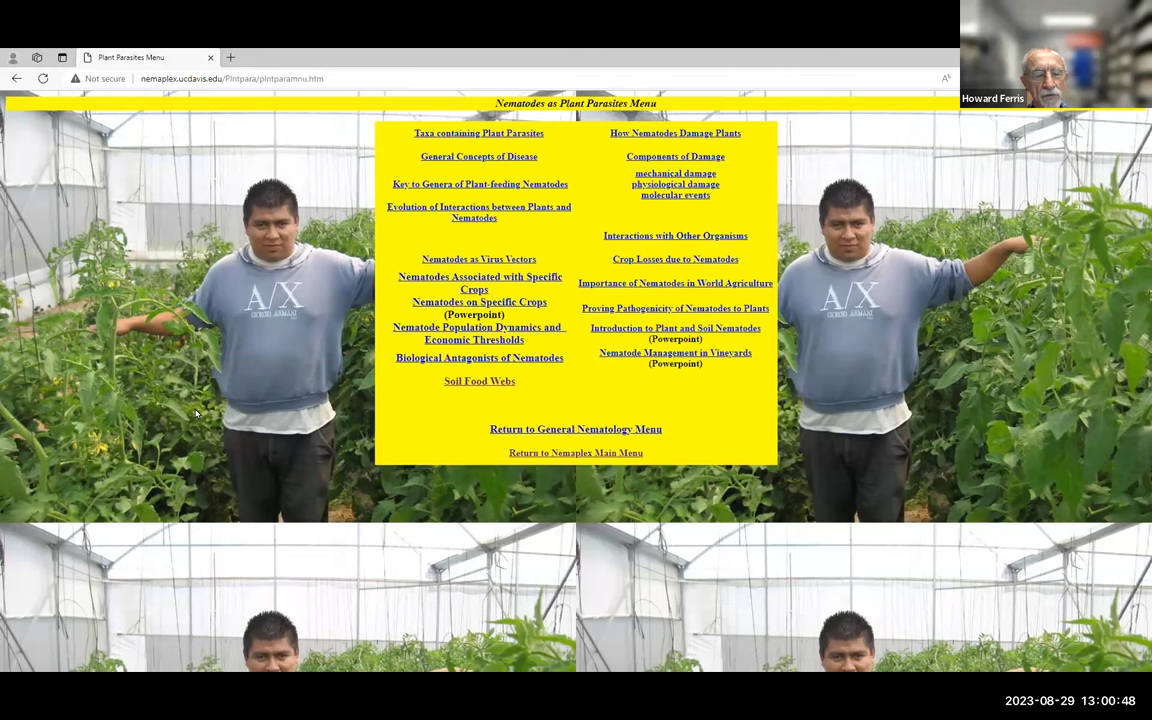 Plant Parasites Menu
Not secure
nemaplex.ucdavis.edu/Plntpara/plntparamnu.htm
Howard Ferris
Nematodes as Plant Parasites Menu
Taxa containing Plant Parasites
How Nematodes Damage Plants
General Concepts of Disease
Components of Damage
mechanical damage
Key to Genera of Plant-feeding Nematodes
physiological damage
molecular events
Evolution of Interactions between Plants and
Nematodes
Interactions with Other Organisms
Nematodes as Virus Vectors
Crop Losses due to Nematodes
Nematodes Associated with Specific
Crops
Importance of Nematodes in World Agriculture
Nematodes on Specific Crops
(Powerpoint)
Proving Pathogenicity of Nematodes to Plants
Nematode Population Dynamics and
Economic Thresholds
Introduction to Plant and Soil Nematodes
(Powerpoint)
Biological Antagonists of Nematodes
Nematode Management in Vineyards
(Powerpoint)
Soil Food Webs
Return to General Nematology Menu
Return to Nemaplex Main Menu
A/X
GIORGIO ARMANI
A/X
GIORGIO ARMANI
2023-08-29 13:00:48